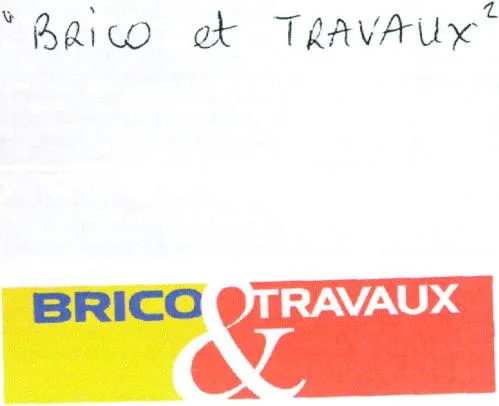 "BRiCO et TRAVAUX"
BRICO & TRAVAUX